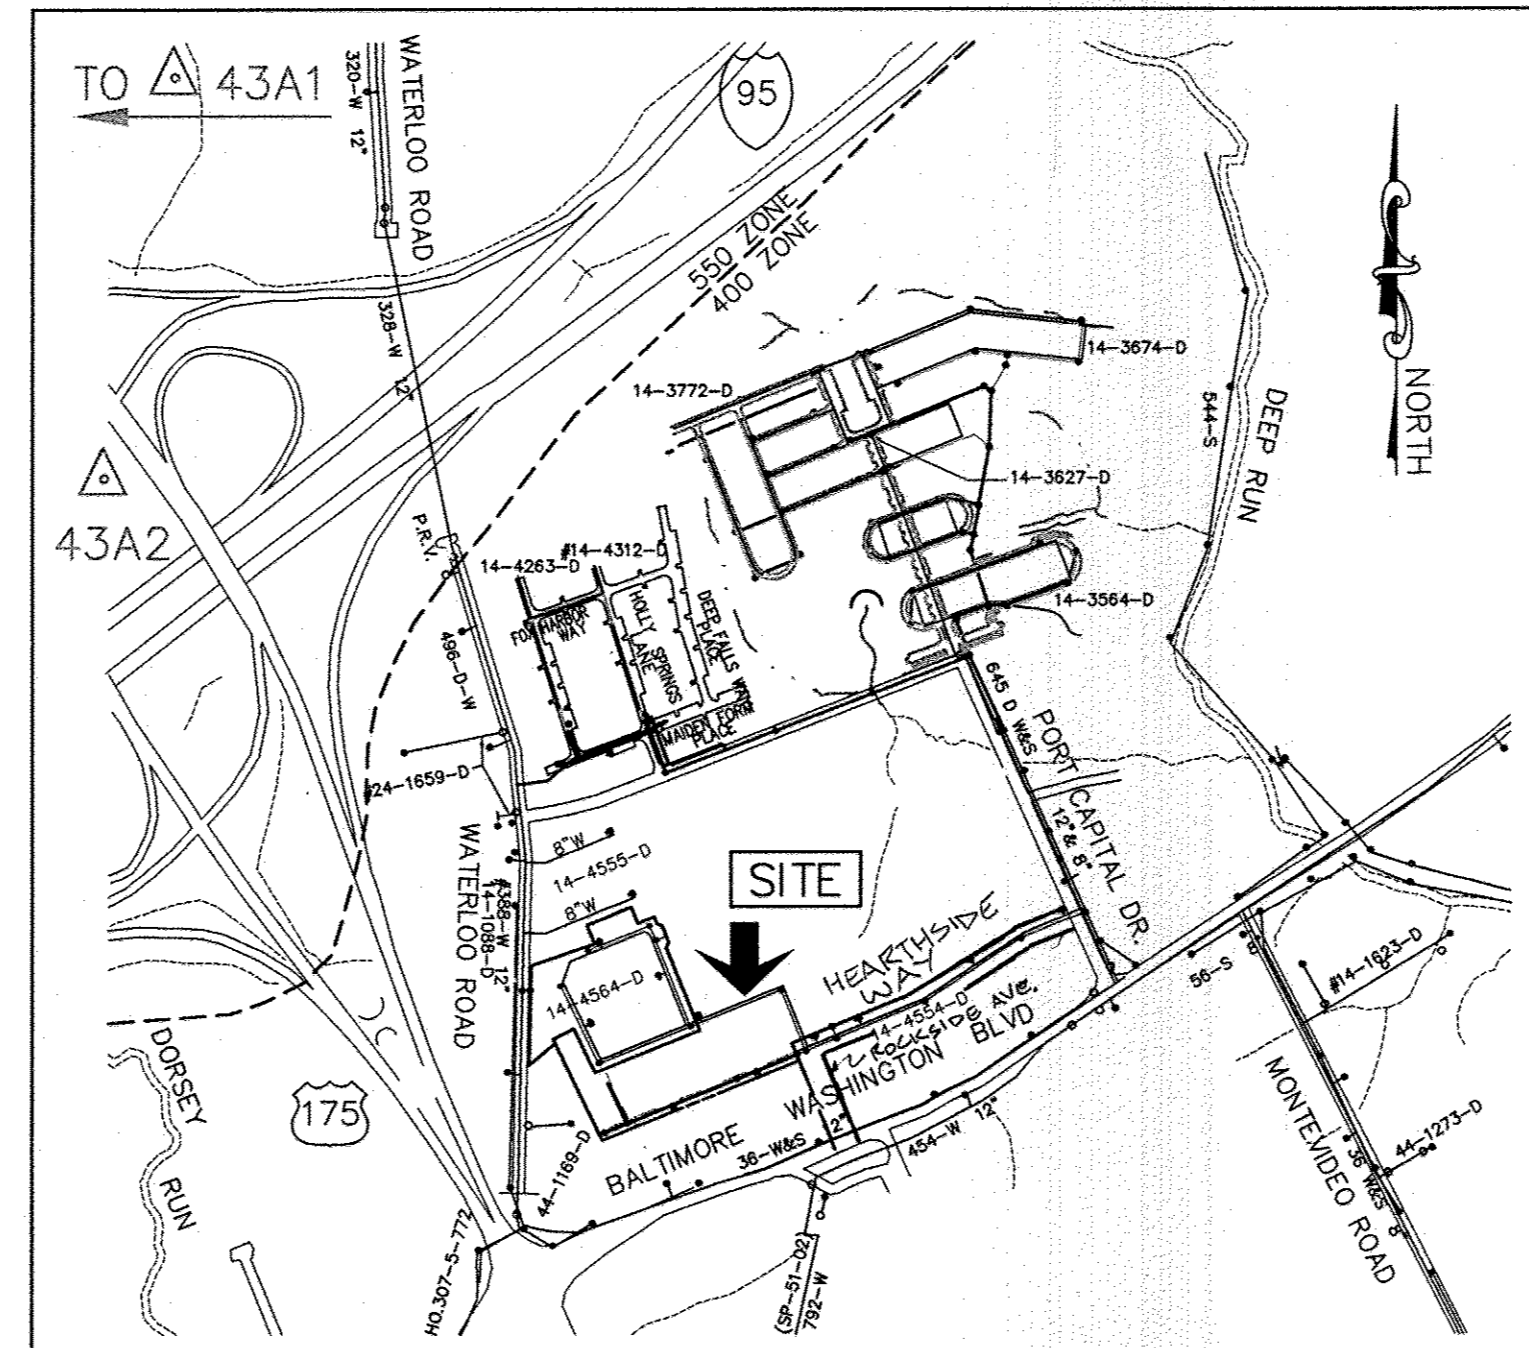 TO 43A1
320-W 12"
WATERLOO ROAD
95
550 ZONE
400 ZONE
NORTH
328-W 12"
14-3674-D
14-3772-D
544-S
DEEP RUN
14-3627-D
43A2
P.R.V.
#14-4312-D
14-4263-D
14-3564-D
FOX HARBOR
WAY
HOLLY SPRINGS
LANE
DEEP FALLS WAY
PLACE
496-D-W
MAIDEN FORM
PLACE
645 D W&S
PORT CAPITAL DR.
12"& 8"
#24-1659-D
8"W
14-4555-D
8"W
WATERLOO ROAD
#388-W 12"
14-1088-D
SITE
HEARTHSIDE
WAY
14-4564-D
14-4554-D
ROCKSIDE AVE.
56-S
#14-1623-D
DORSEY RUN
175
BALTIMORE WASHINGTON BLVD
36-W&S
12"
454-W 12"
MONTEVIDEO ROAD
44-1273-D
36 W&S 8"
44-1169-D
HO.307-5-772
(SP-51-02)
792-W